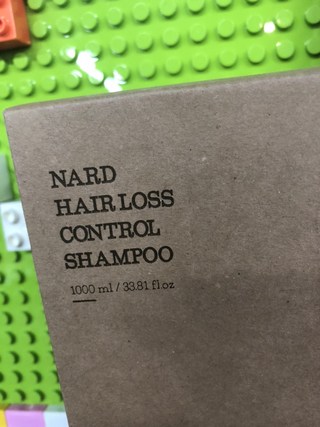 NARD
HAIR LOSS
CONTROL
SHAMPOO
1000 ml / 33.81 fl oz